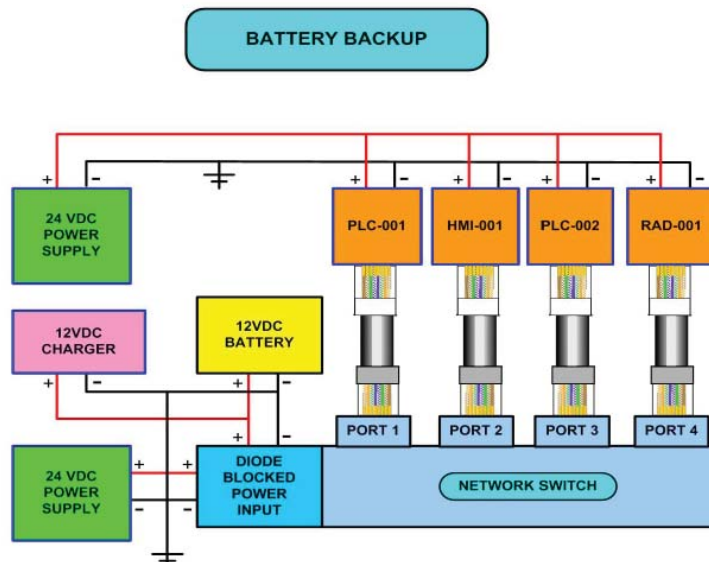 BATTERY BACKUP
+ - + - + - + - + -
24 VDC
POWER
SUPPLY
PLC-001
HMI-001
PLC-002
RAD-001
12VDC
CHARGER
12VDC
BATTERY
+ - + -
+ -
PORT 1
PORT 2
PORT 3
PORT 4
24 VDC
POWER
SUPPLY
+ +
- -
DIODE
BLOCKED
POWER
INPUT
NETWORK SWITCH